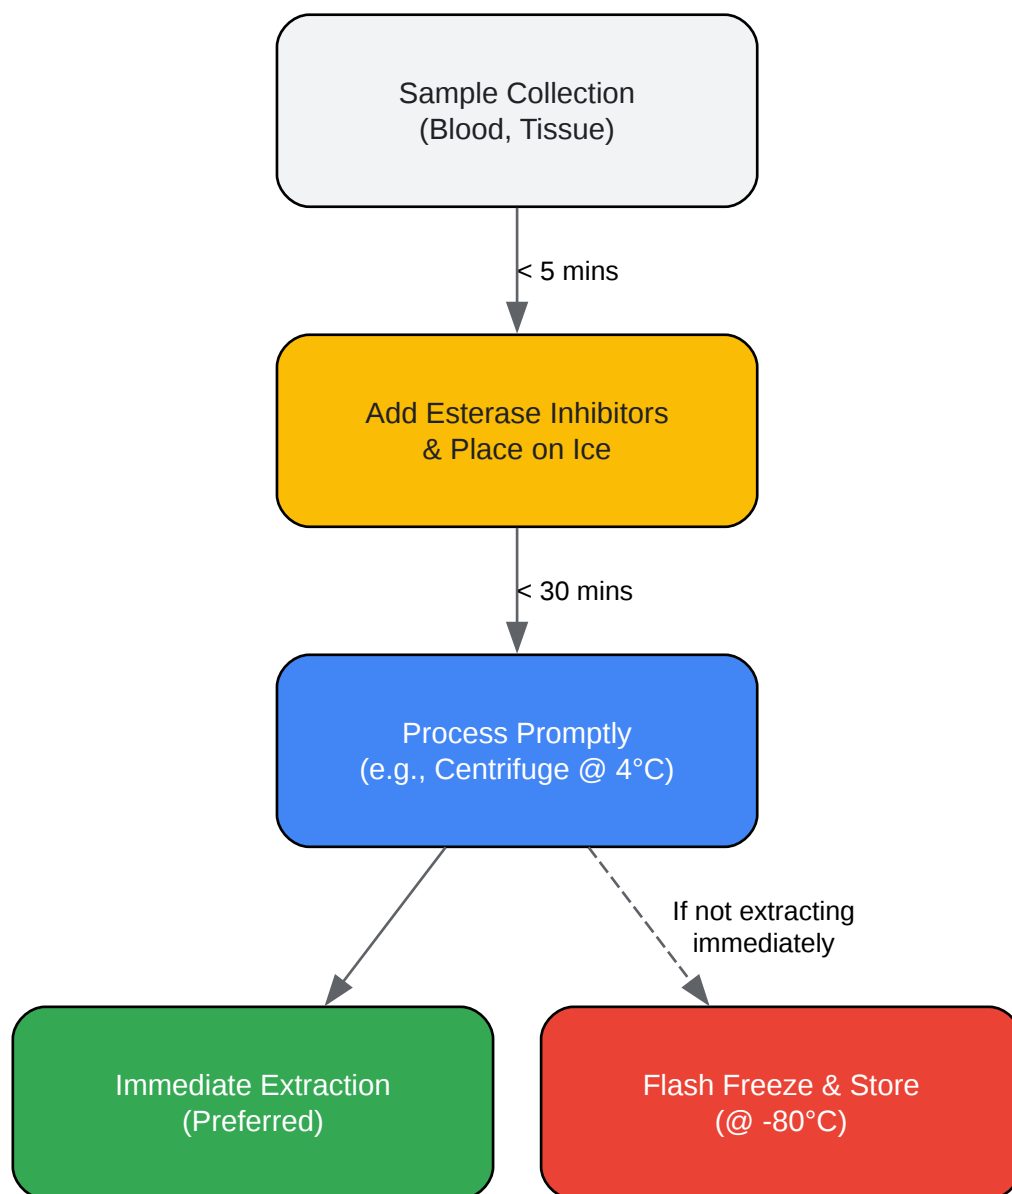 Sample Collection
(Blood, Tissue)
< 5 mins
Add Esterase Inhibitors
& Place on Ice
< 30 mins
Process Promptly
(e.g., Centrifuge @ 4°C)
If not extracting
immediately
Immediate Extraction
(Preferred)
Flash Freeze & Store
(@ -80°C)